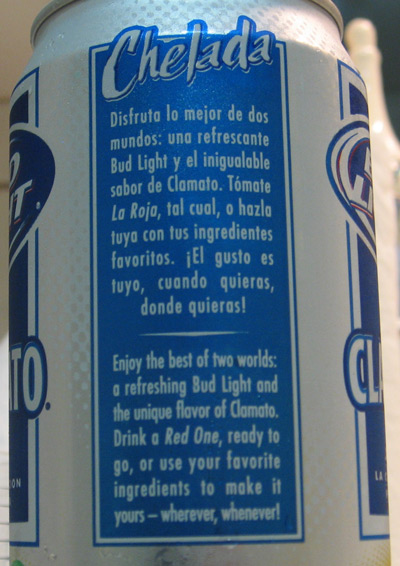 Chelada
Disfruta lo mejor de dos
mundos: una refrescante
Bud Light y el inigualable
sabor de Clamato. Tómate
La Roja, tal cual, o hazla
tuya con tus ingredientes
favoritos. ¡El gusto es
tuyo, cuando quieras,
donde quieras!
Enjoy the best of two worlds:
a refreshing Bud Light and
the unique flavor of Clamato.
Drink a Red One, ready to
go, or use your favorite
ingredients to make it
yours – wherever, whenever!